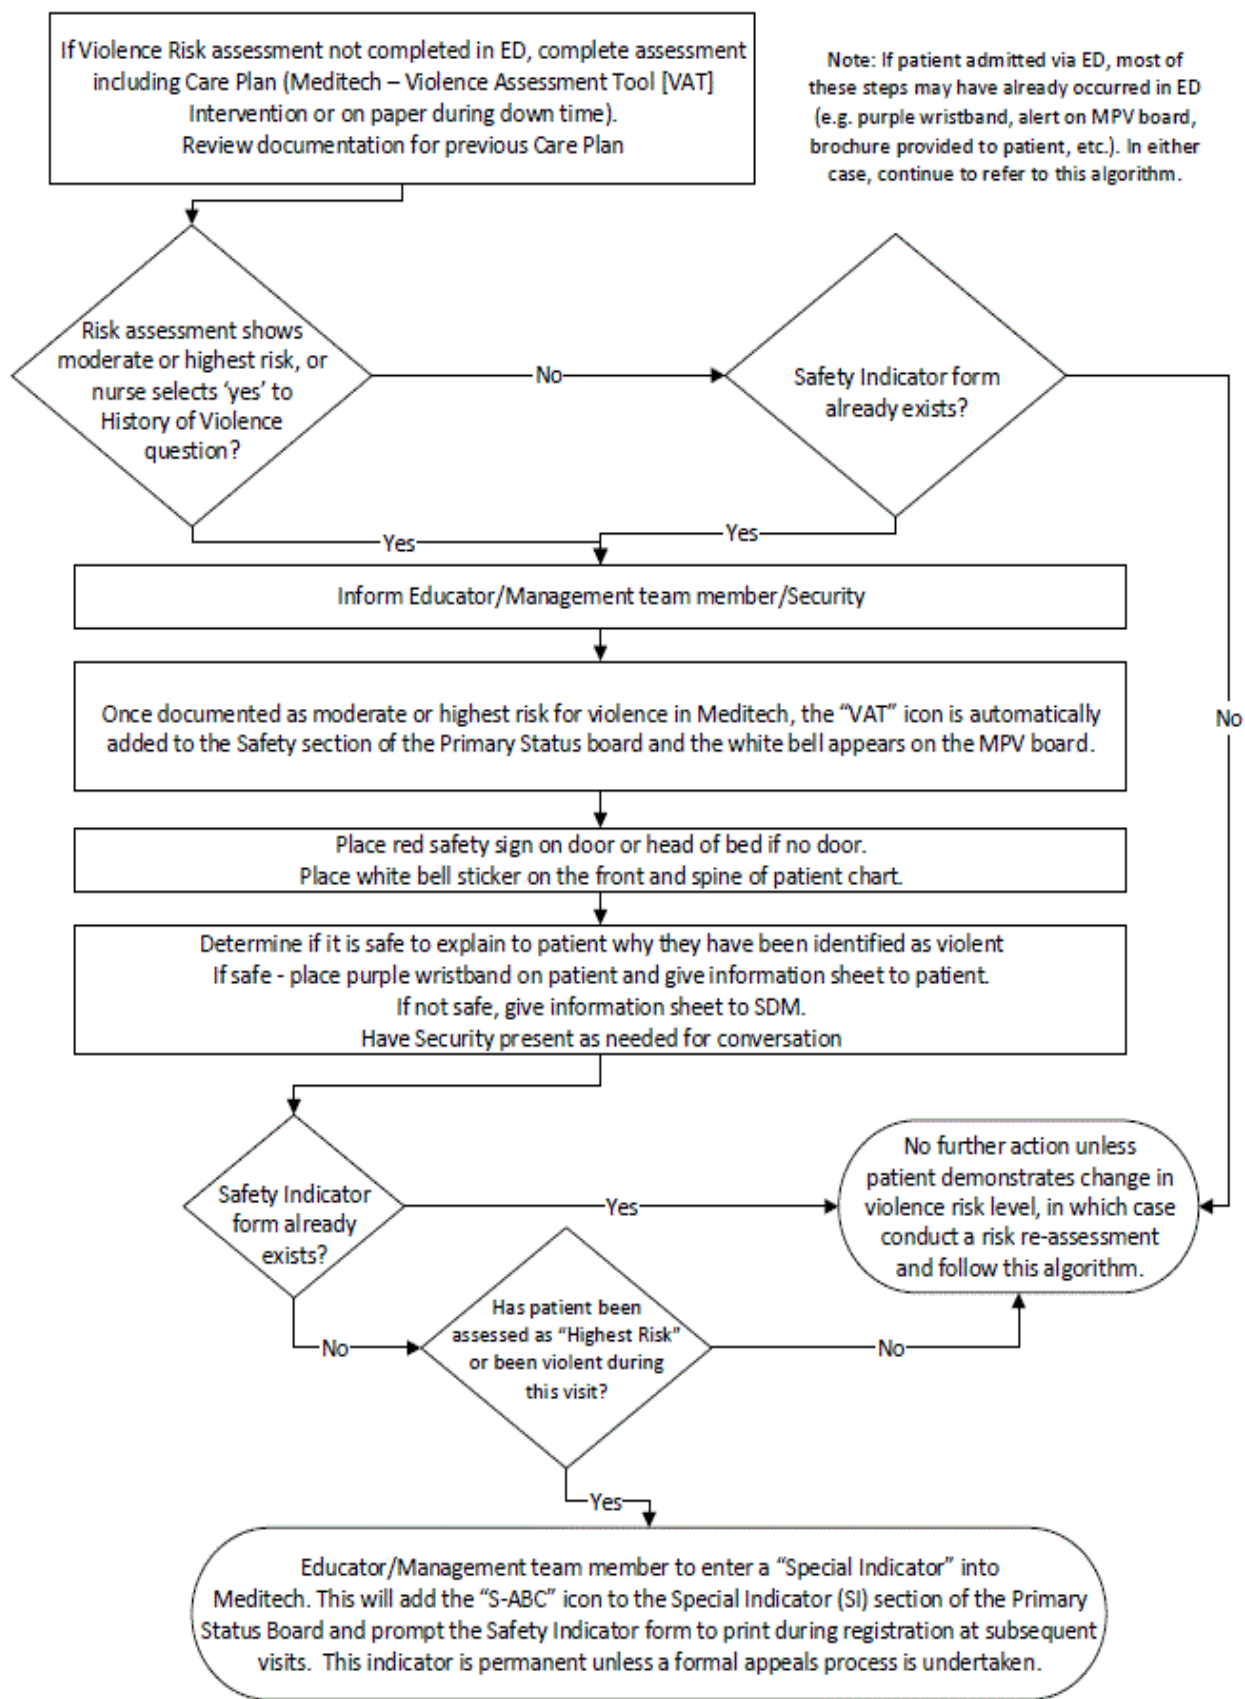 If Violence Risk assessment not completed in ED, complete assessment
including Care Plan (Meditech – Violence Assessment Tool [VAT]
Intervention or on paper during down time).
Review documentation for previous Care Plan
Note: If patient admitted via ED, most of
these steps may have already occurred in ED
(e.g. purple wristband, alert on MPV board,
brochure provided to patient, etc.). In either
case, continue to refer to this algorithm.
Risk assessment shows
moderate or highest risk, or
nurse selects ‘yes’ to
History of Violence
question?
No
Safety Indicator form
already exists?
Yes
Yes
No
Inform Educator/Management team member/Security
Once documented as moderate or highest risk for violence in Meditech, the “VAT” icon is automatically
added to the Safety section of the Primary Status board and the white bell appears on the MPV board.
Place red safety sign on door or head of bed if no door.
Place white bell sticker on the front and spine of patient chart.
Determine if it is safe to explain to patient why they have been identified as violent
If safe - place purple wristband on patient and give information sheet to patient.
If not safe, give information sheet to SDM.
Have Security present as needed for conversation
Safety Indicator
form already
exists?
Yes
No further action unless
patient demonstrates change in
violence risk level, in which case
conduct a risk re-assessment
and follow this algorithm.
No
Has patient been
assessed as “Highest Risk”
or been violent during
this visit?
No
Yes
Educator/Management team member to enter a “Special Indicator” into
Meditech. This will add the “S-ABC” icon to the Special Indicator (SI) section of the Primary
Status Board and prompt the Safety Indicator form to print during registration at subsequent
visits.  This indicator is permanent unless a formal appeals process is undertaken.